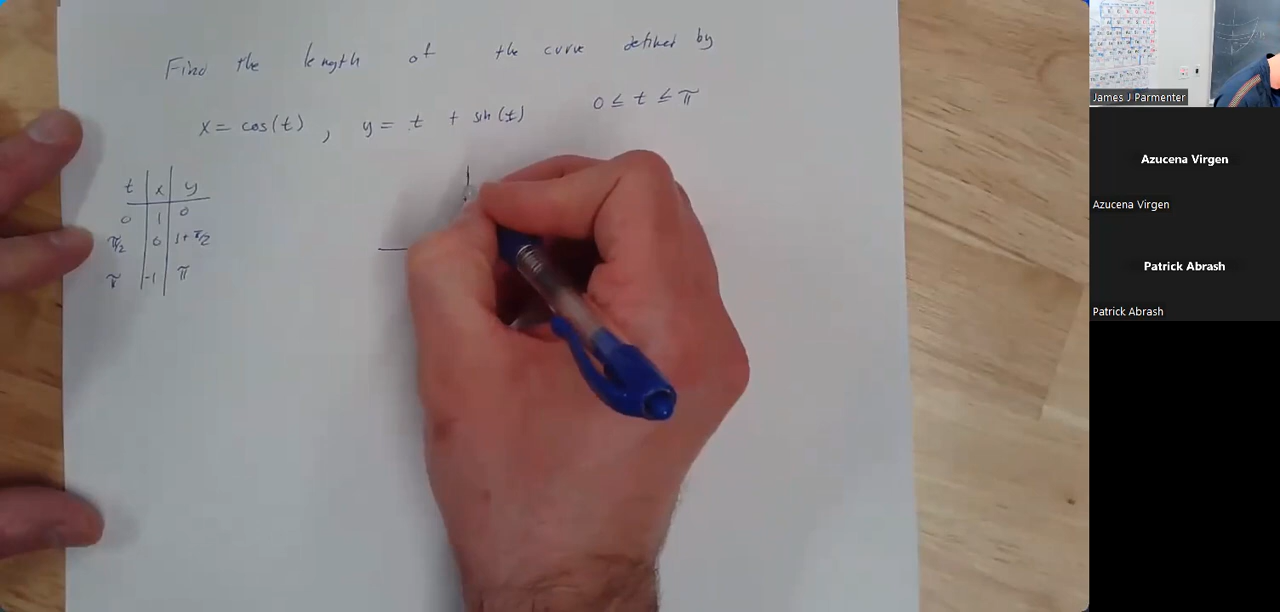 Find the length of the curve defined by
x = cos(t) , y = t + sin(t) 0 ≤ t ≤ π
t x y
0 1 0
π/2 0 1+π/2
π -1 π
James J Parmenter
Azucena Virgen
Azucena Virgen
Patrick Abrash
Patrick Abrash